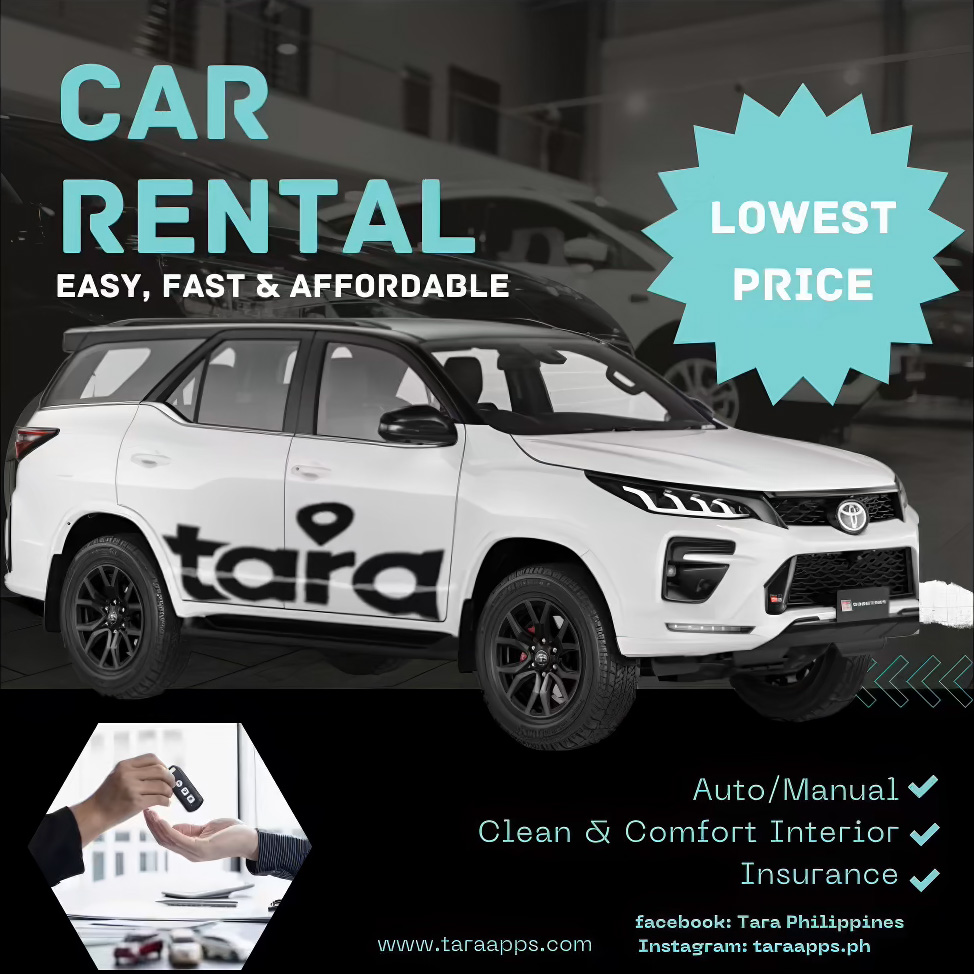 CAR
RENTAL
EASY, FAST & AFFORDABLE
LOWEST
PRICE
tara
Auto/Manual
Clean & Comfort Interior
Insurance
facebook: Tara Philippines
www.taraapps.com
Instagram: taraapps.ph